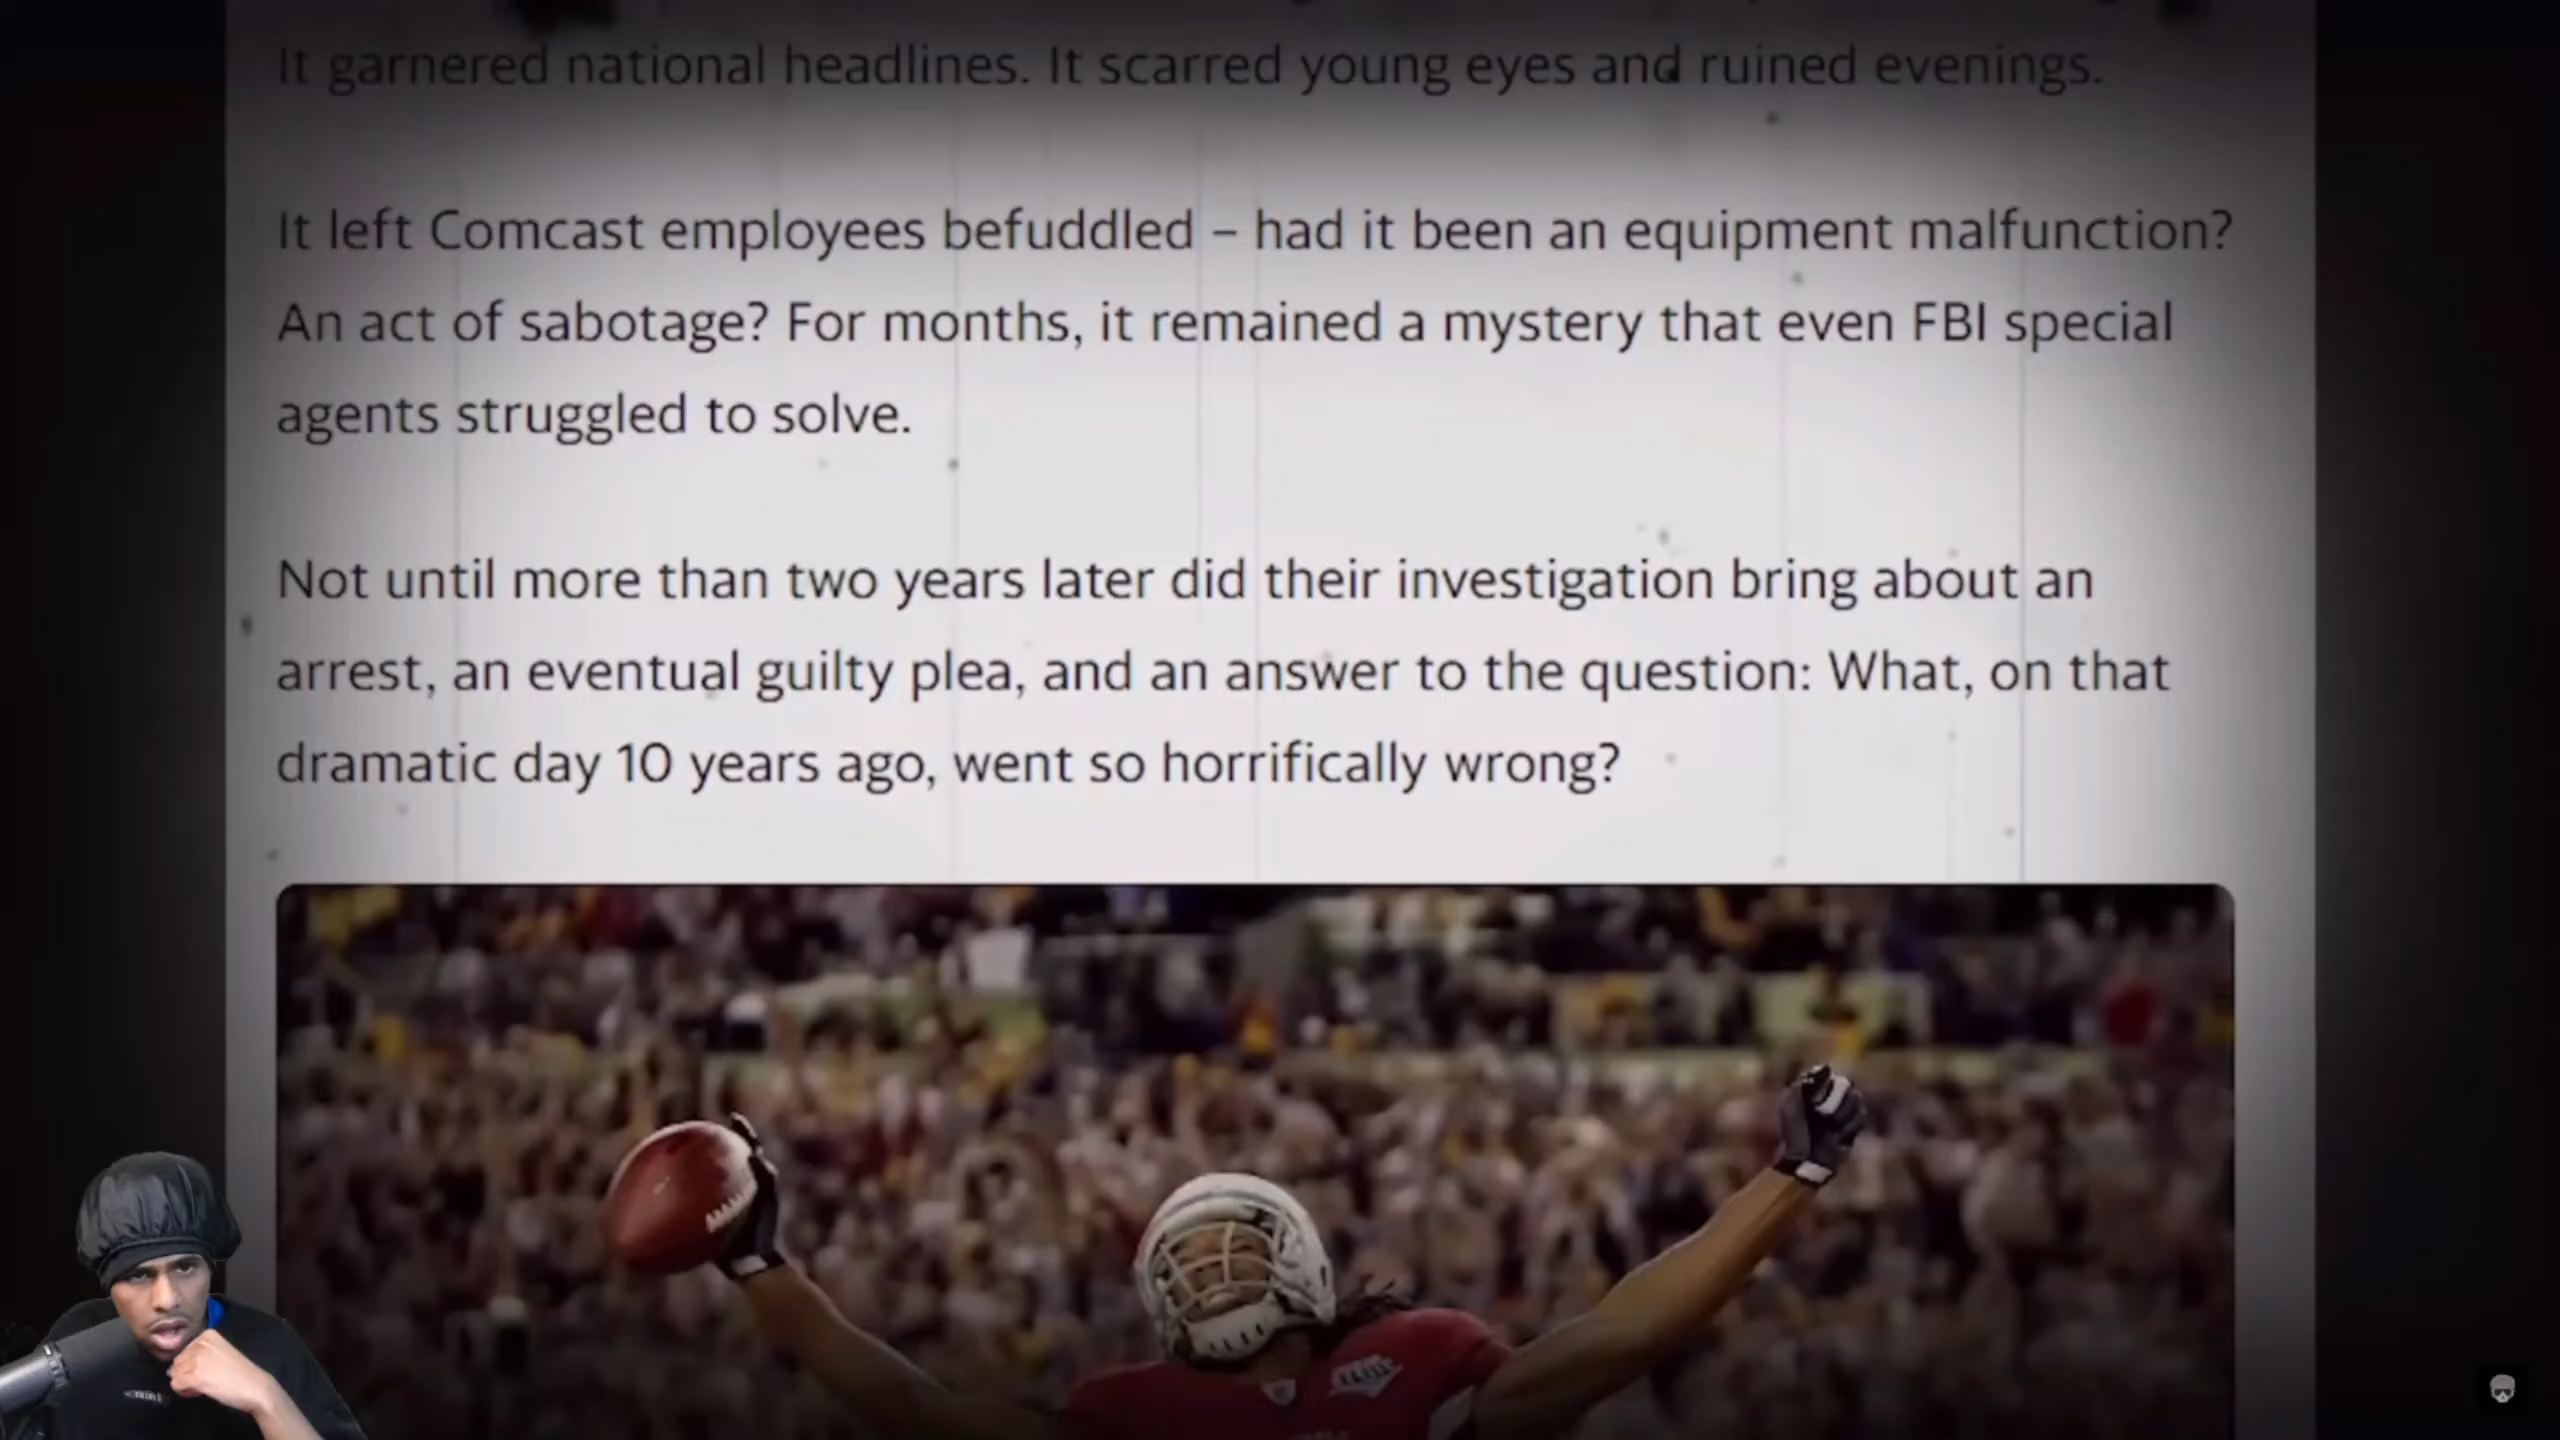 It garnered national headlines. It scarred young eyes and ruined evenings.
It left Comcast employees befuddled – had it been an equipment malfunction?
An act of sabotage? For months, it remained a mystery that even FBI special
agents struggled to solve.
Not until more than two years later did their investigation bring about an
arrest, an eventual guilty plea, and an answer to the question: What, on that
dramatic day 10 years ago, went so horrifically wrong?
XLIII